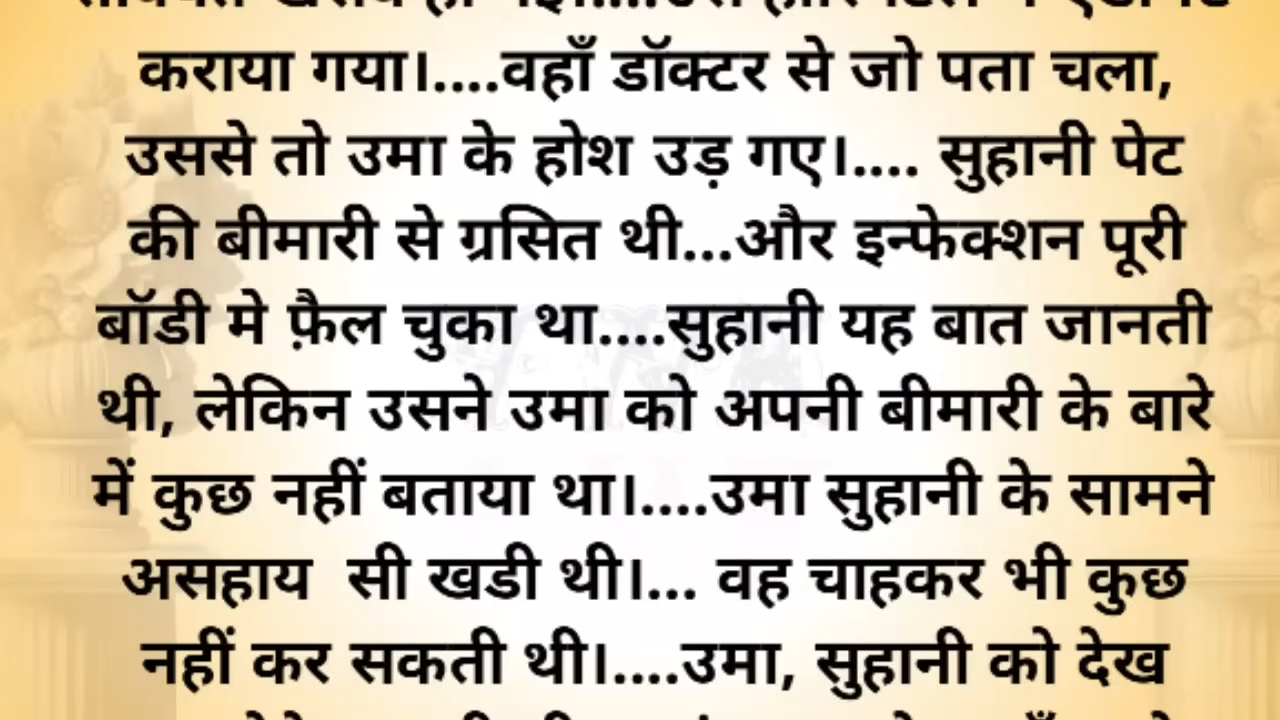 कराया गया।....वहाँ डॉक्टर से जो पता चला,
उससे तो उमा के होश उड़ गए।.... सुहानी पेट
की बीमारी से ग्रसित थी...और इन्फेक्शन पूरी
बॉडी मे फ़ैल चुका था....सुहानी यह बात जानती
थी, लेकिन उसने उमा को अपनी बीमारी के बारे
में कुछ नहीं बताया था।....उमा सुहानी के सामने
असहाय  सी खडी थी।... वह चाहकर भी कुछ
नहीं कर सकती थी।....उमा, सुहानी को देख